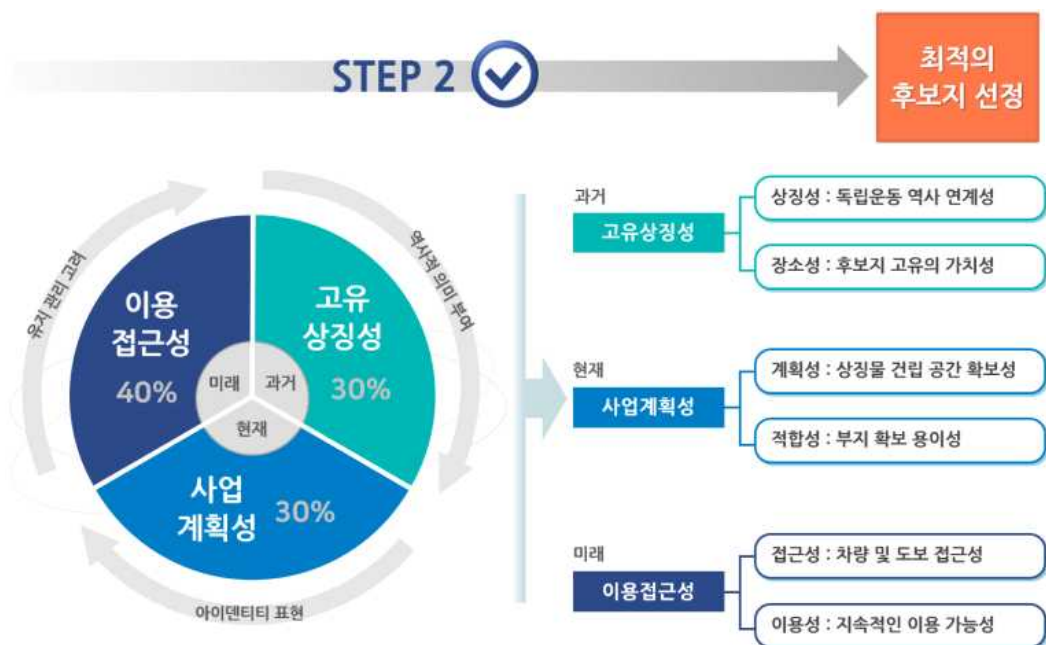 STEP 2
최적의
후보지 선정
유지 관리 고려
역사적 의미 부여
아이덴티티 표현
이용
접근성
40%
고유
상징성
30%
미래
과거
현재
사업
계획성
30%
과거
고유상징성
상징성 : 독립운동 역사 연계성
장소성 : 후보지 고유의 가치성
현재
사업계획성
계획성 : 상징물 건립 공간 확보성
적합성 : 부지 확보 용이성
미래
이용접근성
접근성 : 차량 및 도보 접근성
이용성 : 지속적인 이용 가능성